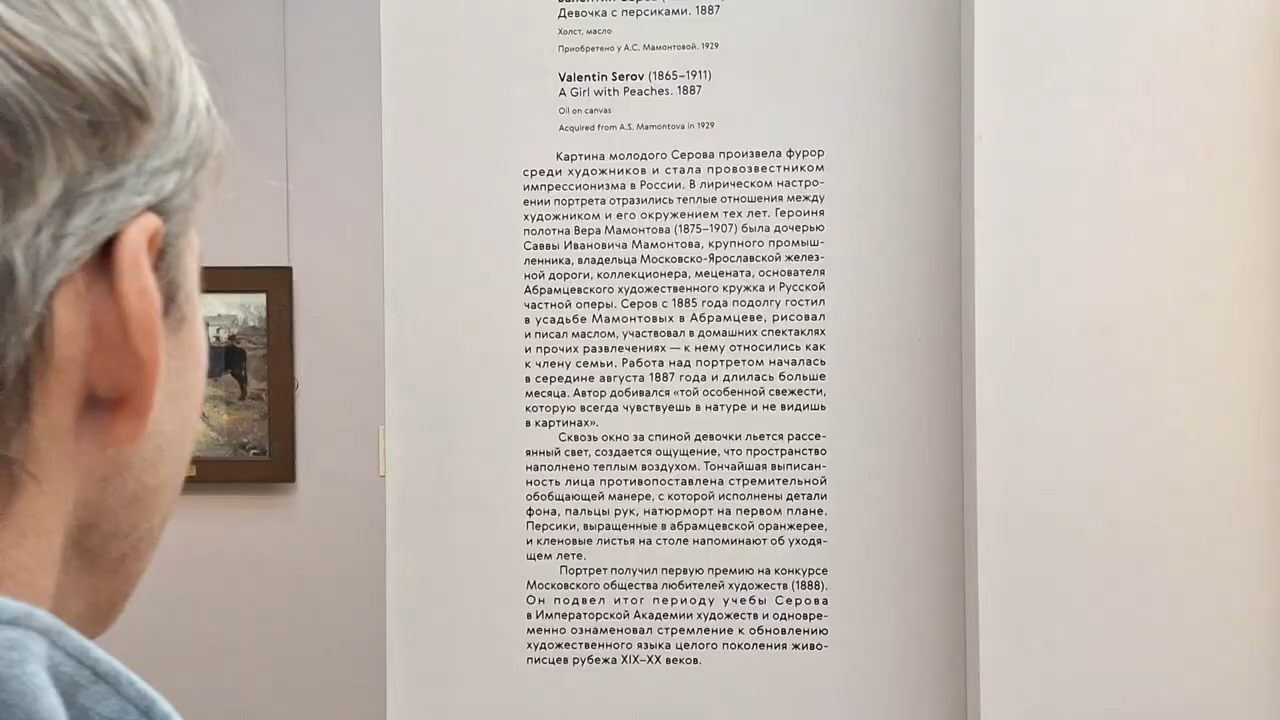 Девочка с персиками. 1887
Холст, масло
Приобретено у А.С. Мамонтовой. 1929
Valentin Serov (1865–1911)
A Girl with Peaches. 1887
Oil on canvas
Acquired from A.S. Mamontova in 1929
Картина молодого Серова произвела фурор
среди художников и стала провозвестником
импрессионизма в России. В лирическом настро-
ении портрета отразились теплые отношения между
художником и его окружением тех лет. Героиня
полотна Вера Мамонтова (1875–1907) была дочерью
Саввы Ивановича Мамонтова, крупного промыш-
ленника, владельца Московско-Ярославской желез-
ной дороги, коллекционера, мецената, основателя
Абрамцевского художественного кружка и Русской
частной оперы. Серов с 1885 года подолгу гостил
в усадьбе Мамонтовых в Абрамцеве, рисовал
и писал маслом, участвовал в домашних спектаклях
и прочих развлечениях — к нему относились как
к члену семьи. Работа над портретом началась
в середине августа 1887 года и длилась больше
месяца. Автор добивался «той особенной свежести,
которую всегда чувствуешь в натуре и не видишь
в картинах».
Сквозь окно за спиной девочки льется рассе-
янный свет, создается ощущение, что пространство
наполнено теплым воздухом. Тончайшая выписан-
ность лица противопоставлена стремительной
обобщающей манере, с которой исполнены детали
фона, пальцы рук, натюрморт на первом плане.
Персики, выращенные в абрамцевской оранжерее,
и кленовые листья на столе напоминают об уходя-
щем лете.
Портрет получил первую премию на конкурсе
Московского общества любителей художеств (1888).
Он подвел итог периоду учебы Серова
в Императорской Академии художеств и одновре-
менно ознаменовал стремление к обновлению
художественного языка целого поколения живо-
писцев рубежа XIX–XX веков.